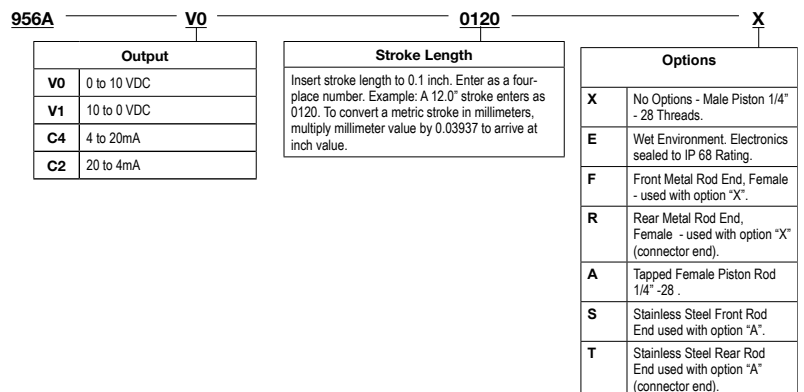 956A V0 0120 X
Output
V0 0 to 10 VDC
V1 10 to 0 VDC
C4 4 to 20mA
C2 20 to 4mA
Stroke Length
Insert stroke length to 0.1 inch. Enter as a four-
place number. Example: A 12.0" stroke enters as
0120. To convert a metric stroke in millimeters,
multiply millimeter value by 0.03937 to arrive at
inch value.
Options
X No Options - Male Piston 1/4"
- 28 Threads.
E Wet Environment. Electronics
sealed to IP 68 Rating.
F Front Metal Rod End, Female
- used with option "X".
R Rear Metal Rod End,
Female - used with option "X"
(connector end).
A Tapped Female Piston Rod
1/4" -28 .
S Stainless Steel Front Rod
End used with option "A".
T Stainless Steel Rear Rod
End used with option "A"
(connector end).